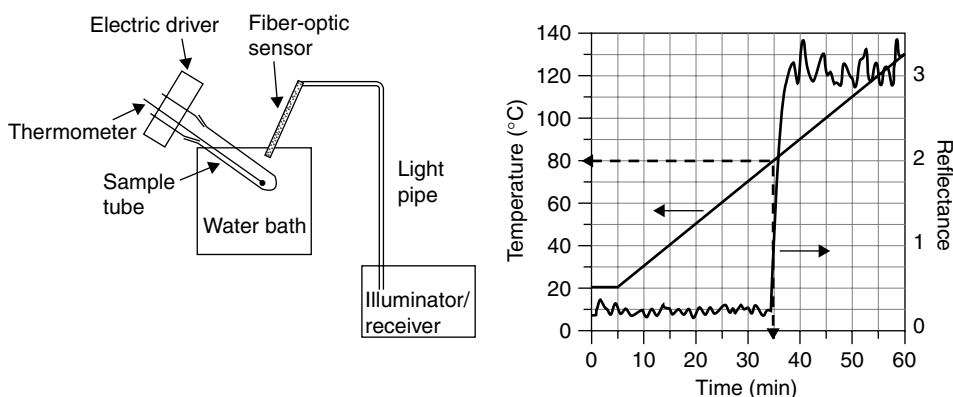 Electric driver
Fiber-optic
sensor
Thermometer
Sample
tube
Light
pipe
Water bath
Illuminator/
receiver
Temperature (°C)
140
120
100
80
60
40
20
0
0
10
20
30
40
50
60
Time (min)
3
2
1
0
Reflectance